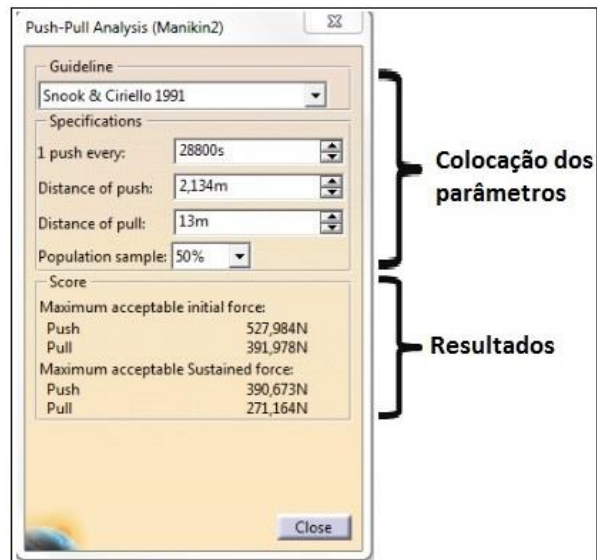 Push-Pull Analysis (Manikin2)
Guideline
Snook & Ciriello 1991
Specifications
1 push every: 28800s
Distance of push: 2,134m
Distance of pull: 13m
Population sample: 50%
Score
Maximum acceptable initial force:
Push 527,984N
Pull 391,978N
Maximum acceptable Sustained force:
Push 390,673N
Pull 271,164N
Close
Colocação dos
parâmetros
Resultados